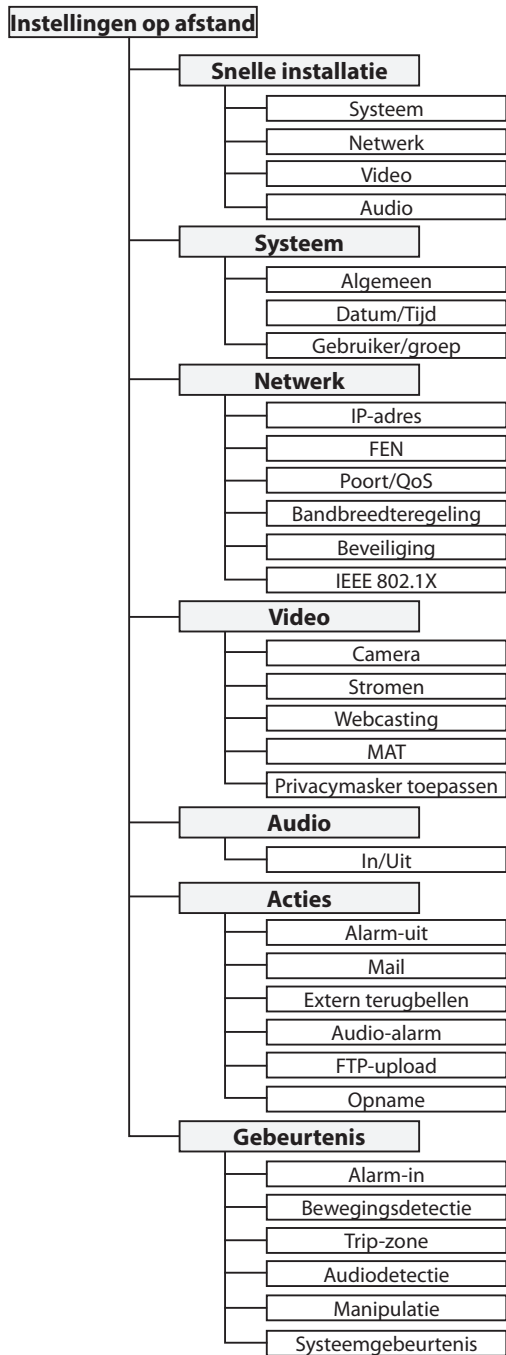 Instellingen op afstand
Snelle installatie
Systeem
Netwerk
Video
Audio
Systeem
Algemeen
Datum/Tijd
Gebruiker/groep
Netwerk
IP-adres
FEN
Poort/QoS
Bandbreedteregeling
Beveiliging
IEEE 802.1X
Video
Camera
Stromen
Webcasting
MAT
Privacymasker toepassen
Audio
In/Uit
Acties
Alarm-uit
Mail
Extern terugbellen
Audio-alarm
FTP-upload
Opname
Gebeurtenis
Alarm-in
Bewegingsdetectie
Trip-zone
Audiodetectie
Manipulatie
Systeemgebeurtenis